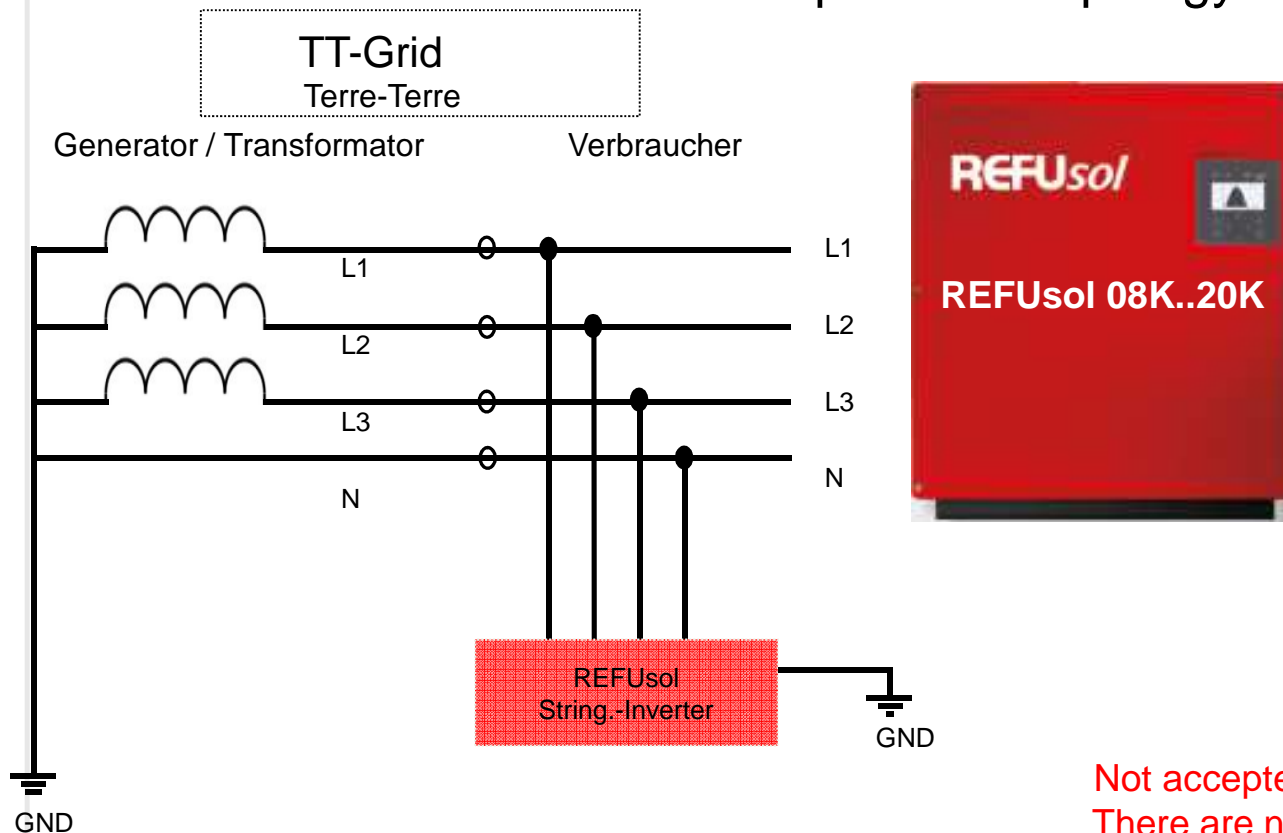 TT-Grid
Terre-Terre
Generator / Transformator
Verbraucher
L1
L1
L2
L2
L3
L3
N
N
REFUsol
String.-Inverter
GND
GND
REFUsol
REFUsol 08K..20K
Not accepte
There are n